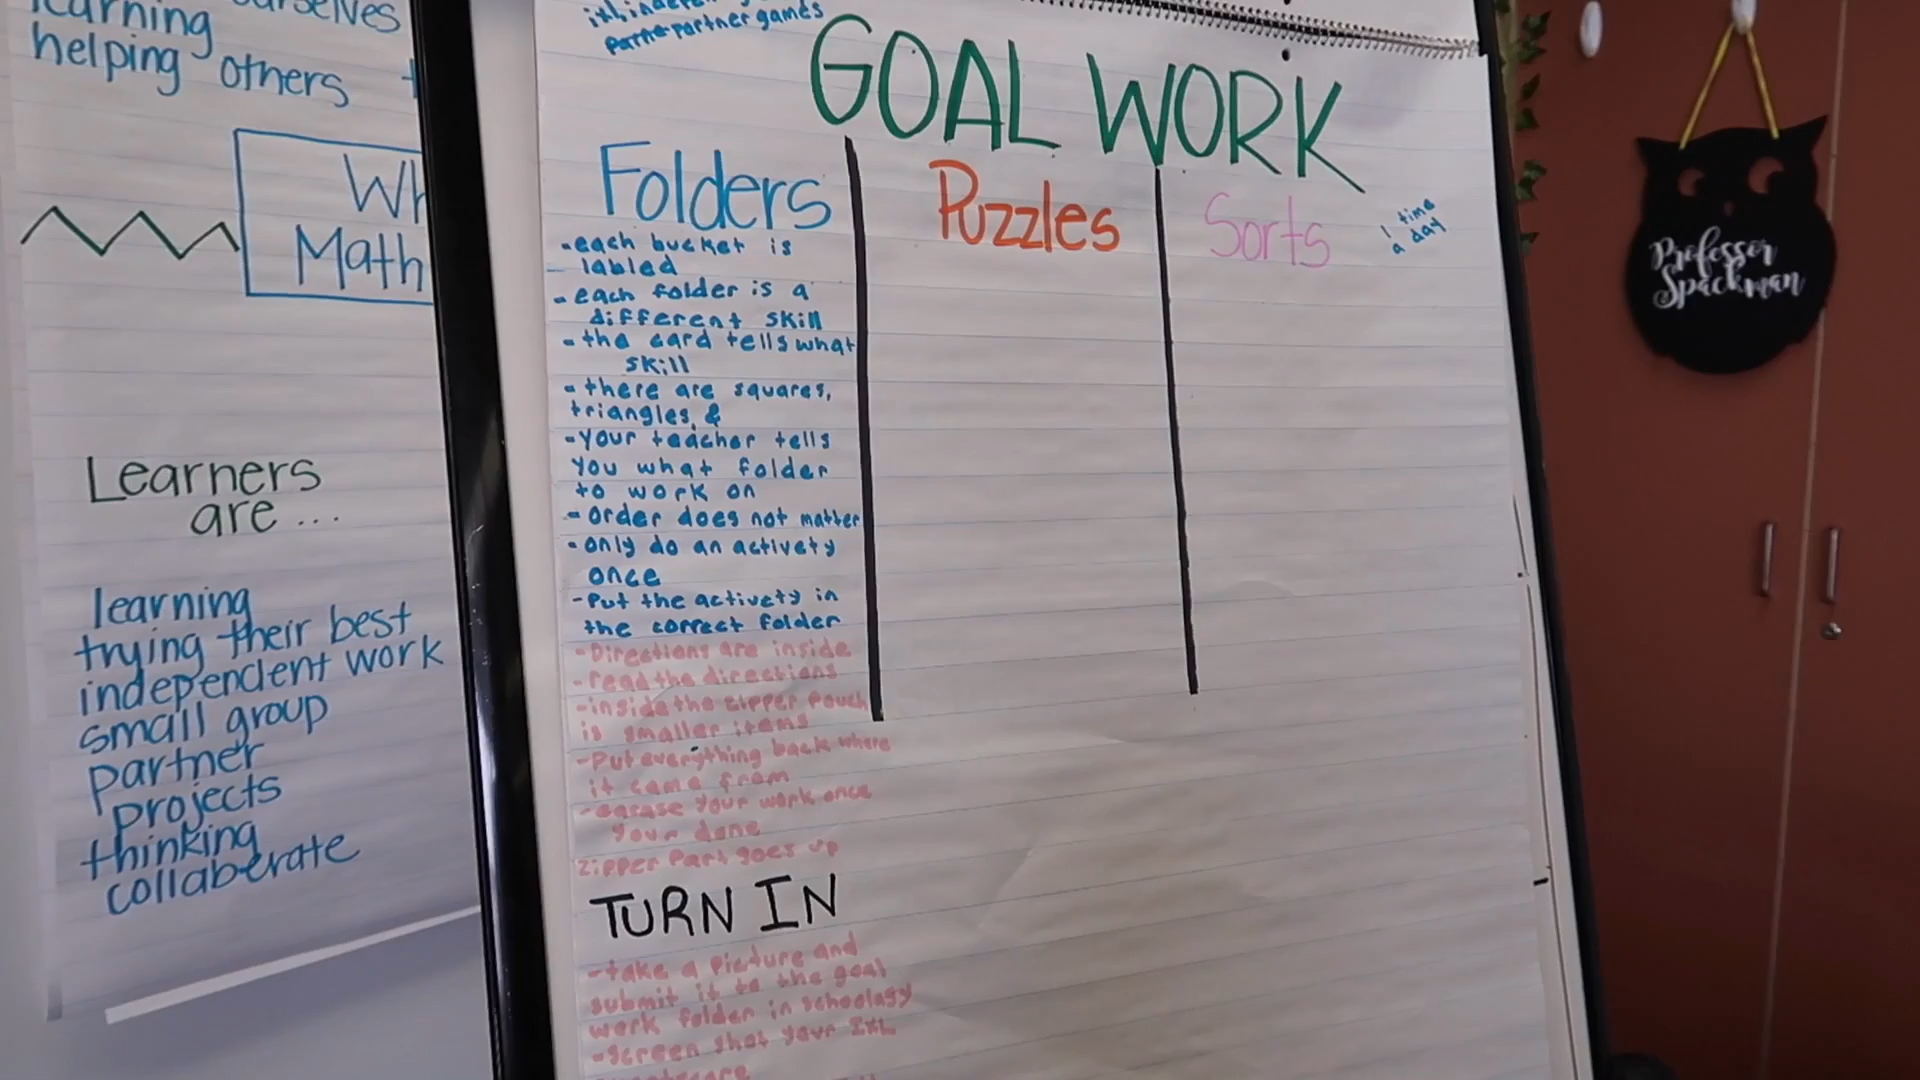 learning
helping others
Math
Learners
are ...
learning
trying their best
independent work
small group
partner
projects
thinking
collaberate
partner games
GOAL WORK
Folders
- each bucket is
labled
- each folder is a
different skill
- the card tells what
skill
- there are squares,
triangles, &
- your teacher tells
you what folder
to work on
- Order does not matter
- only do an activety
once
- Put the activety in
the correct folder
- Directions are inside
- read the directions
- inside the zipper pouch
is smaller items
- Put everything back where
it came from
- earase your work once
your done
zipper Part goes up
TURN IN
- take a picture and
submit it to the goal
work folder in schoology
- screen shot your IXL
Puzzles
Sorts
1 time
a day
Professor
Spackman